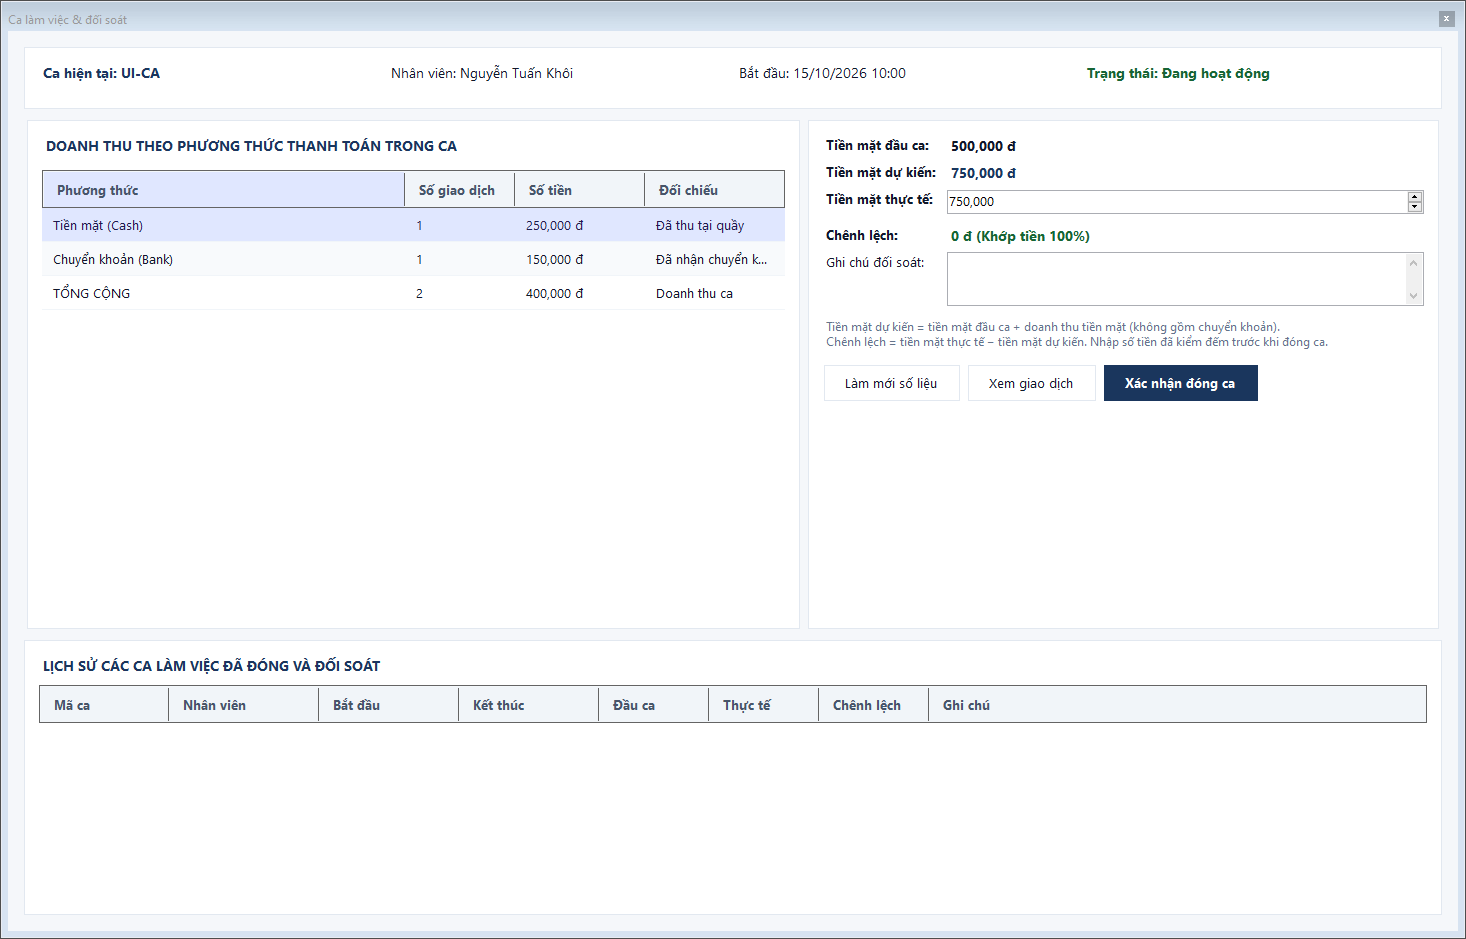 Ca làm việc & đối soát
Ca hiện tại: UI-CA
Nhân viên: Nguyễn Tuấn Khôi
Bắt đầu: 15/10/2026 10:00
Trạng thái: Đang hoạt động
DOANH THU THEO PHƯƠNG THỨC THANH TOÁN TRONG CA
Phương thức Số giao dịch Số tiền Đối chiếu
Tiền mặt (Cash) 1 250,000 đ Đã thu tại quầy
Chuyển khoản (Bank) 1 150,000 đ Đã nhận chuyển k...
TỔNG CỘNG 2 400,000 đ Doanh thu ca
Tiền mặt đầu ca: 500,000 đ
Tiền mặt dự kiến: 750,000 đ
Tiền mặt thực tế: 750,000
Chênh lệch: 0 đ (Khớp tiền 100%)
Ghi chú đối soát:
Tiền mặt dự kiến = tiền mặt đầu ca + doanh thu tiền mặt (không gồm chuyển khoản).
Chênh lệch = tiền mặt thực tế − tiền mặt dự kiến. Nhập số tiền đã kiểm đếm trước khi đóng ca.
Làm mới số liệu
Xem giao dịch
Xác nhận đóng ca
LỊCH SỬ CÁC CA LÀM VIỆC ĐÃ ĐÓNG VÀ ĐỐI SOÁT
Mã ca Nhân viên Bắt đầu Kết thúc Đầu ca Thực tế Chênh lệch Ghi chú